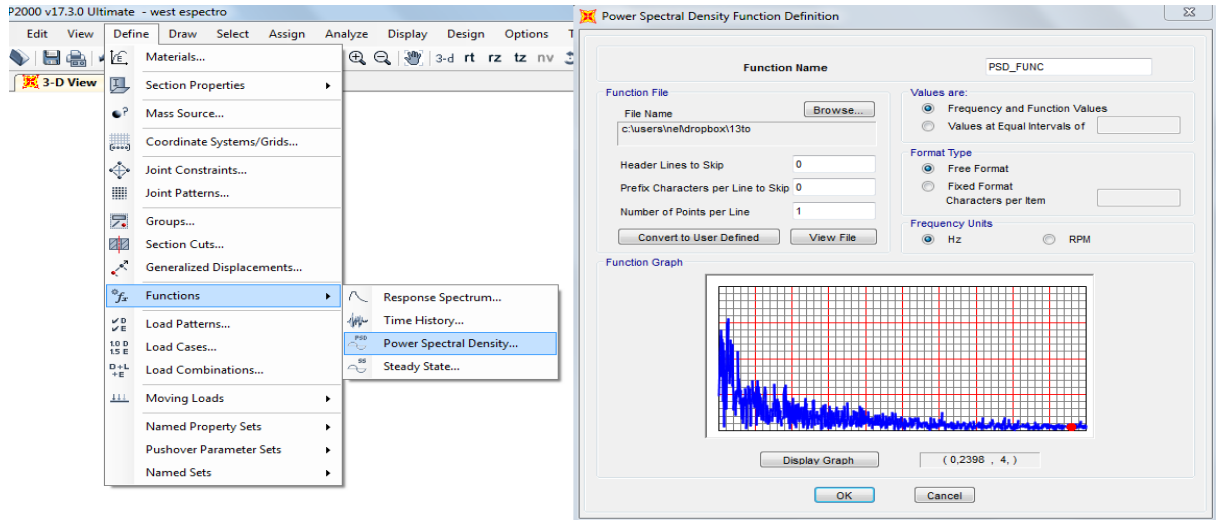 P2000 v17.3.0 Ultimate - west espectro
Edit View Define Draw Select Assign Analyze Display Design Options T
3-d rt rz tz nv
3-D View
Materials...
Section Properties
Mass Source...
Coordinate Systems/Grids...
Joint Constraints...
Joint Patterns...
Groups...
Section Cuts...
Generalized Displacements...
Functions
Load Patterns...
Load Cases...
Load Combinations...
Moving Loads
Named Property Sets
Pushover Parameter Sets
Named Sets
Response Spectrum...
Time History...
PSD
Power Spectral Density...
SS
Steady State...
Power Spectral Density Function Definition
Function Name PSD_FUNC
Function File
File Name Browse...
c:\users\nel\dropbox\13to
Header Lines to Skip 0
Prefix Characters per Line to Skip 0
Number of Points per Line 1
Convert to User Defined View File
Values are:
Frequency and Function Values
Values at Equal Intervals of
Format Type
Free Format
Fixed Format
Characters per Item
Frequency Units
Hz RPM
Function Graph
Display Graph (0,2398 , 4, )
OK Cancel